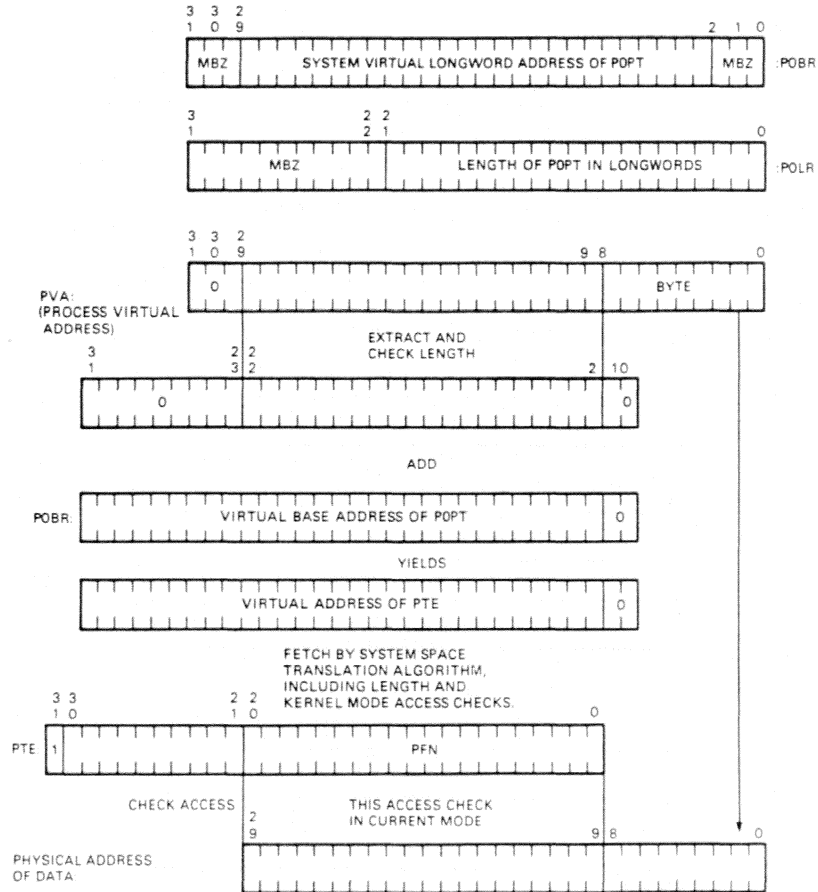 3 3 2
1 0 9 2 1 0
MBZ SYSTEM VIRTUAL LONGWORD ADDRESS OF P0PT MBZ :P0BR
3 2 2
1 2 1 0
MBZ LENGTH OF P0PT IN LONGWORDS :P0LR
3 3 2
1 0 9 9 8 0
0 BYTE
PVA:
(PROCESS VIRTUAL
ADDRESS)
EXTRACT AND
CHECK LENGTH
3 2 2
1 3 2 2 1 0
0 0
ADD
P0BR: VIRTUAL BASE ADDRESS OF P0PT 0
YIELDS
VIRTUAL ADDRESS OF PTE 0
FETCH BY SYSTEM SPACE
TRANSLATION ALGORITHM,
INCLUDING LENGTH AND
KERNEL MODE ACCESS CHECKS.
3 3 2 2
1 0 1 0 0
PTE 1 PFN
CHECK ACCESS THIS ACCESS CHECK
IN CURRENT MODE
2
9 9 8 0
PHYSICAL ADDRESS
OF DATA: